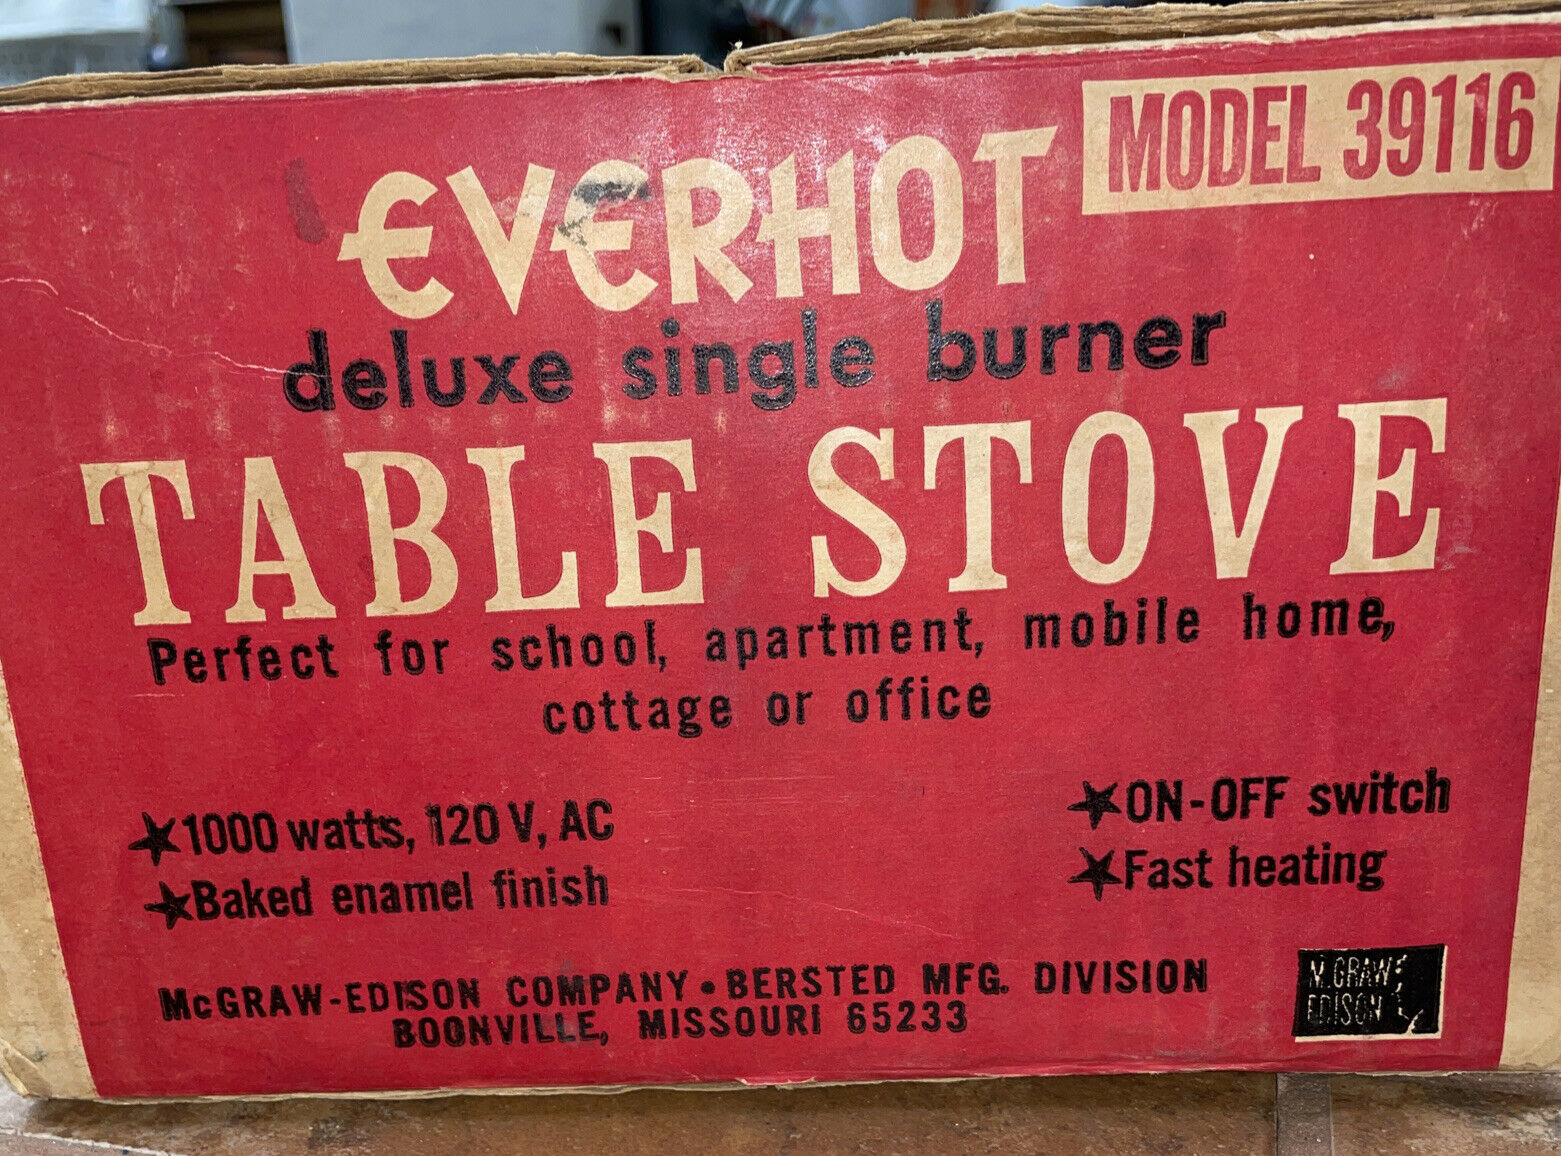 MODEL 39116
EVERHOT
deluxe single burner
TABLE STOVE
Perfect for school, apartment, mobile home,
cottage or office
★1000 watts, 120 V, AC
★Baked enamel finish
★ON-OFF switch
★Fast heating
McGRAW-EDISON COMPANY • BERSTED MFG. DIVISION
BOONVILLE, MISSOURI 65233
McGRAW
EDISON